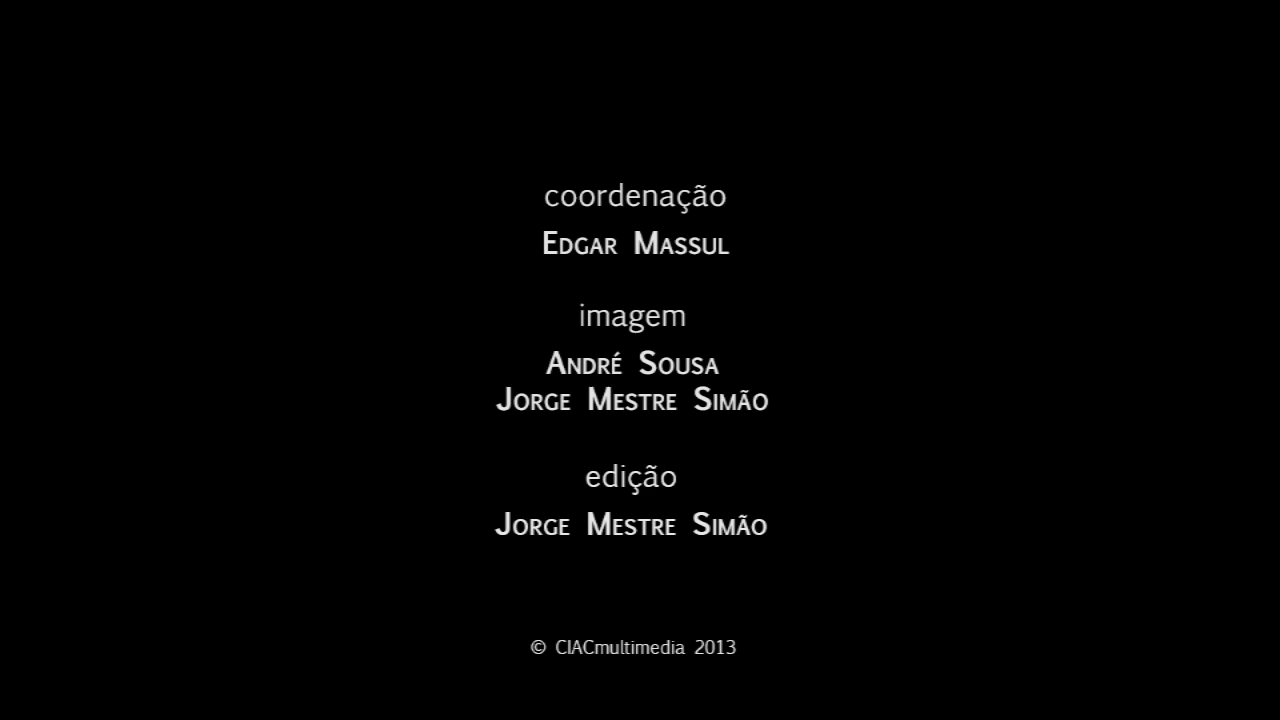 coordenação
Edgar Massul
imagem
André Sousa
Jorge Mestre Simão
edição
Jorge Mestre Simão
© CIACmultimedia 2013